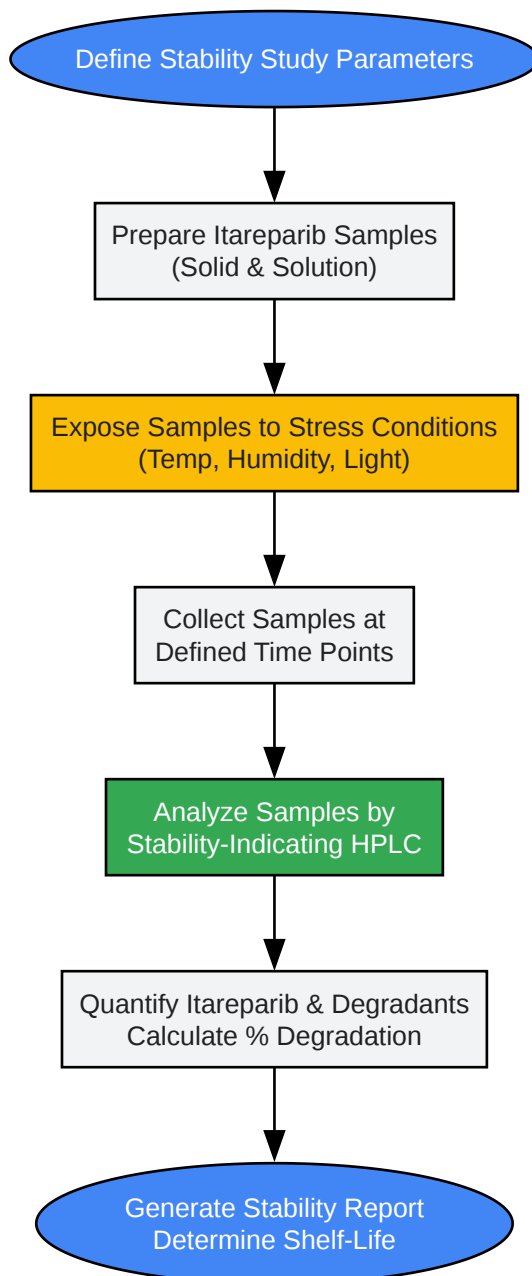 Define Stability Study Parameters
Prepare Itareparib Samples
(Solid & Solution)
Expose Samples to Stress Conditions
(Temp, Humidity, Light)
Collect Samples at
Defined Time Points
Analyze Samples by
Stability-Indicating HPLC
Quantify Itareparib & Degradants
Calculate % Degradation
Generate Stability Report
Determine Shelf-Life